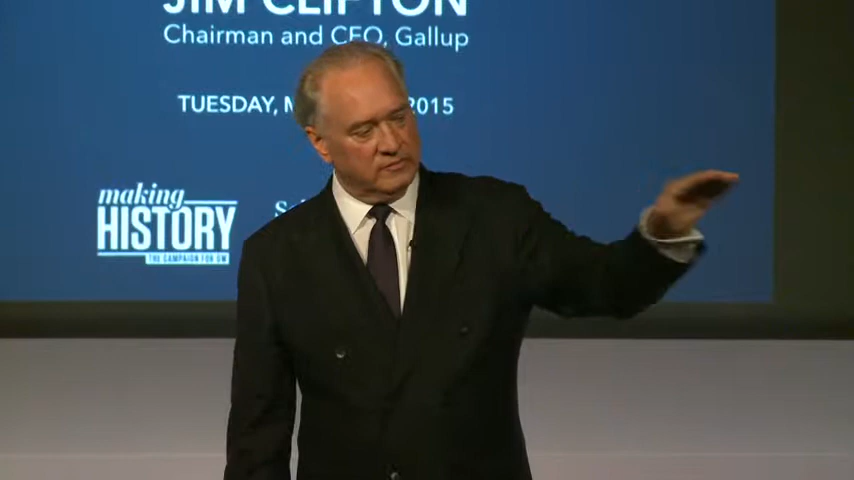 JIM CLIFTON
Chairman and CEO, Gallup
TUESDAY, 2015
making
HISTORY
THE CAMPAIGN FOR GW